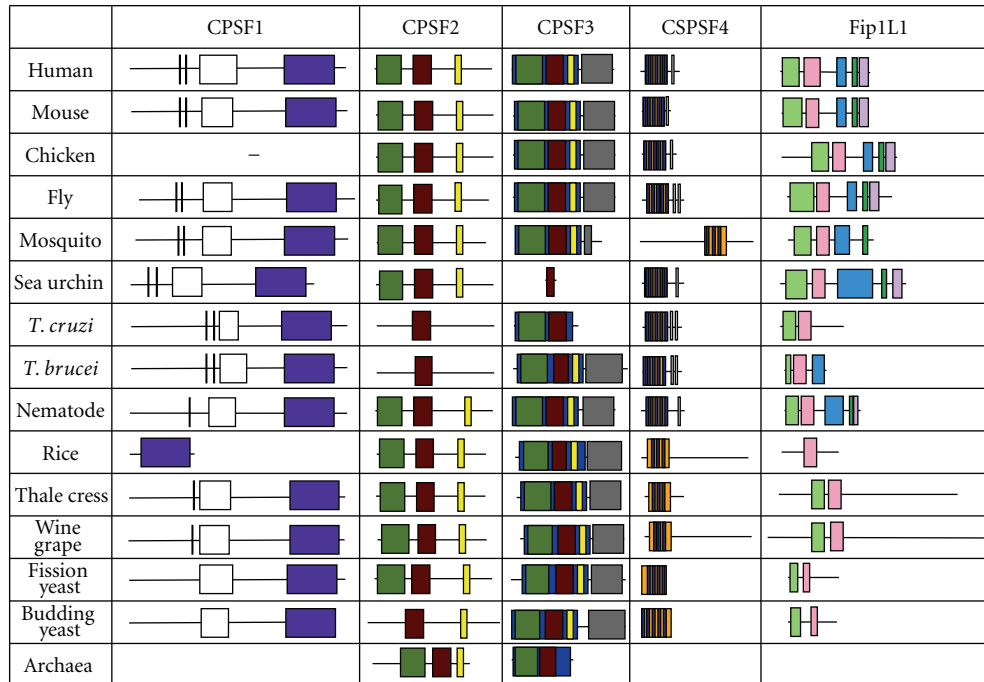 CPSF1 CPSF2 CPSF3 CSPSF4 Fip1L1
Human
Mouse
Chicken –
Fly
Mosquito
Sea urchin
T. cruzi
T. brucei
Nematode
Rice
Thale cress
Wine
grape
Fission
yeast
Budding
yeast
Archaea